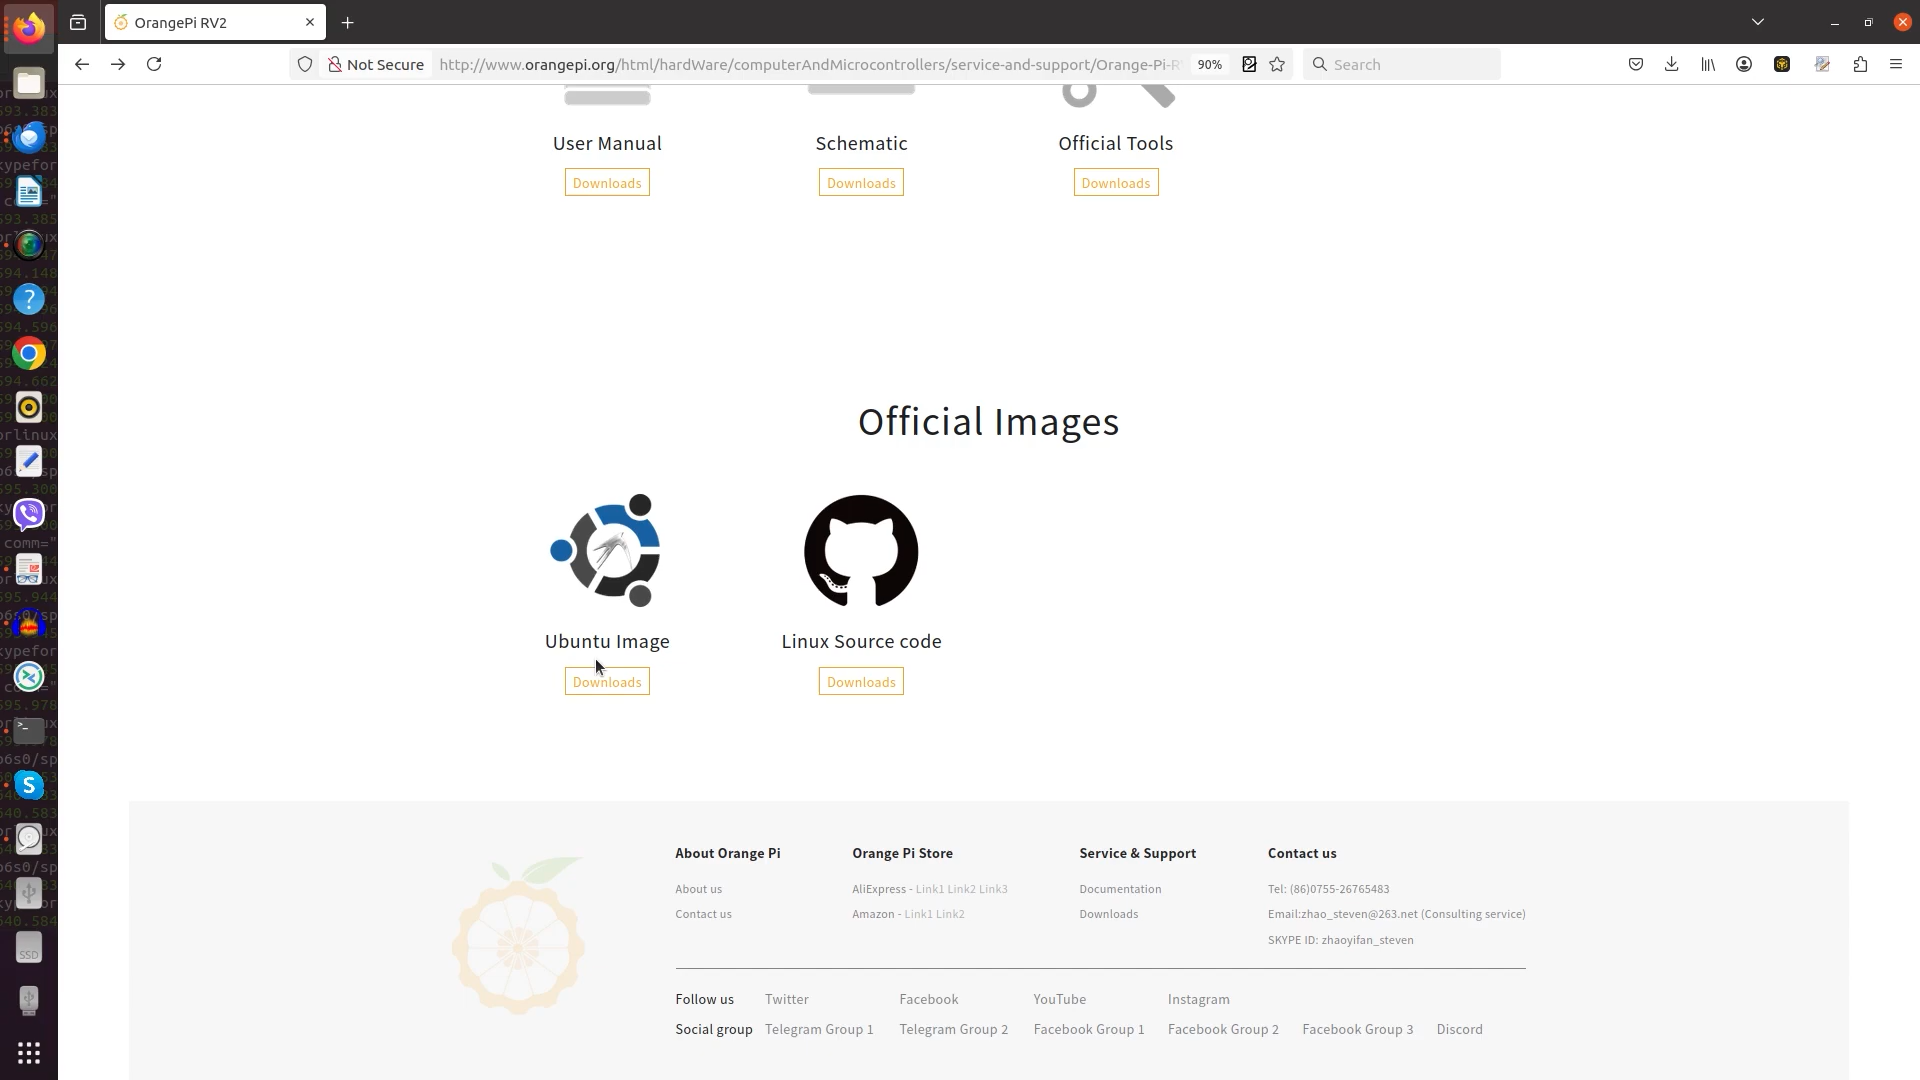 OrangePi RV2
Not Secure
http://www.orangepi.org/html/hardWare/computerAndMicrocontrollers/service-and-support/Orange-Pi-R
90%
Search
User Manual
Schematic
Official Tools
Downloads
Downloads
Downloads
Official Images
Ubuntu Image
Linux Source code
Downloads
Downloads
About Orange Pi
Orange Pi Store
Service & Support
Contact us
About us
AliExpress - Link1 Link2 Link3
Documentation
Tel: (86)0755-26765483
Contact us
Amazon - Link1 Link2
Downloads
Email:zhao_steven@263.net (Consulting service)
SKYPE ID: zhaoyifan_steven
Follow us
Twitter
Facebook
YouTube
Instagram
Social group
Telegram Group 1
Telegram Group 2
Facebook Group 1
Facebook Group 2
Facebook Group 3
Discord
SSD